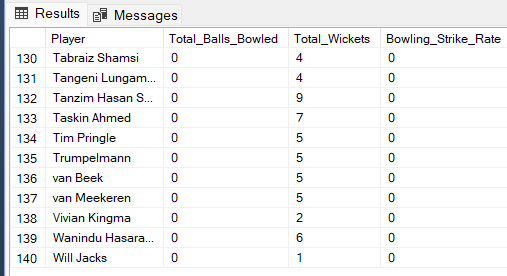 Results Messages
Player Total_Balls_Bowled Total_Wickets Bowling_Strike_Rate
130 Tabraiz Shamsi 0 4 0
131 Tangeni Lungam... 0 4 0
132 Tanzim Hasan S... 0 9 0
133 Taskin Ahmed 0 7 0
134 Tim Pringle 0 5 0
135 Trumpelmann 0 5 0
136 van Beek 0 5 0
137 van Meekeren 0 5 0
138 Vivian Kingma 0 2 0
139 Wanindu Hasara... 0 6 0
140 Will Jacks 0 1 0